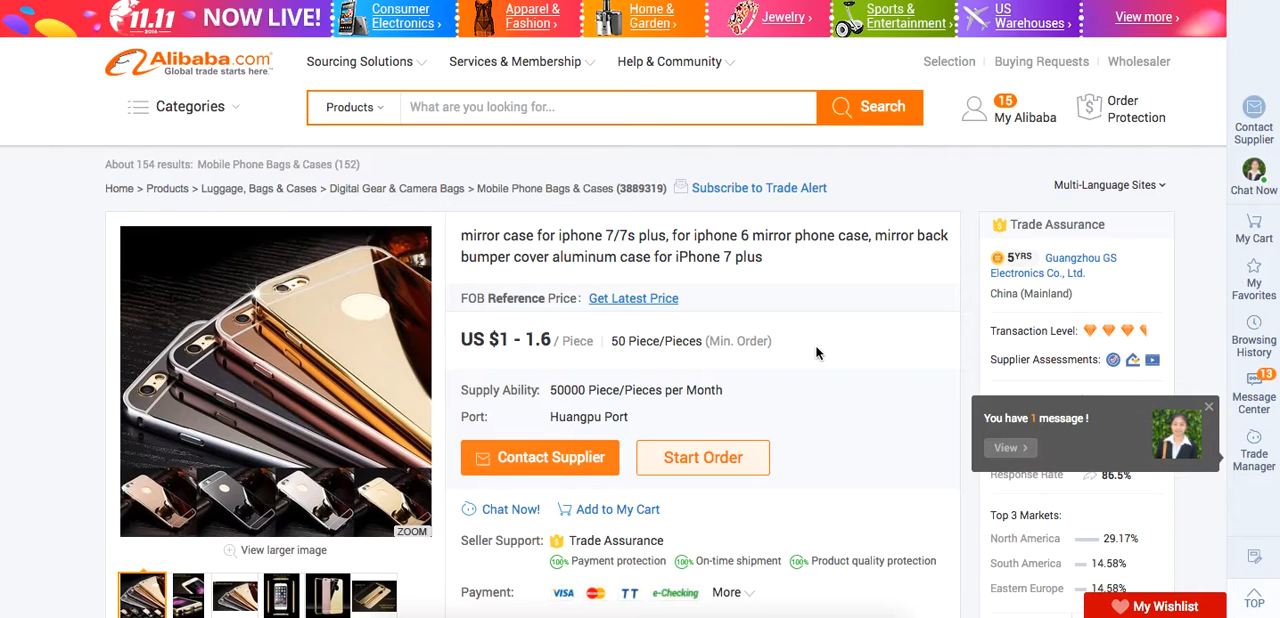 11.11
2016
NOW LIVE!
Consumer
Electronics ›
Apparel &
Fashion ›
Home &
Garden ›
Jewelry ›
Sports &
Entertainment ›
US
Warehouses ›
View more ›
Alibaba.com
Global trade starts here.™
Sourcing Solutions
Services & Membership
Help & Community
Selection
Buying Requests
Wholesaler
Categories
Products
What are you looking for...
Search
15
My Alibaba
Order
Protection
About 154 results: Mobile Phone Bags & Cases (152)
Home > Products > Luggage, Bags & Cases > Digital Gear & Camera Bags > Mobile Phone Bags & Cases (3889319)
Subscribe to Trade Alert
Multi-Language Sites
ZOOM
View larger image
mirror case for iphone 7/7s plus, for iphone 6 mirror phone case, mirror back
bumper cover aluminum case for iPhone 7 plus
FOB Reference Price: Get Latest Price
US $1 - 1.6 / Piece | 50 Piece/Pieces (Min. Order)
Supply Ability: 50000 Piece/Pieces per Month
Port: Huangpu Port
Contact Supplier
Start Order
Chat Now!
Add to My Cart
Seller Support: Trade Assurance
100% Payment protection
100% On-time shipment
100% Product quality protection
Payment: VISA MasterCard TT e-Checking More
Trade Assurance
5YRS Guangzhou GS
Electronics Co., Ltd.
China (Mainland)
Transaction Level:
Supplier Assessments:
You have 1 message !
View >
Response Rate 86.5%
Top 3 Markets:
North America 29.17%
South America 14.58%
Eastern Europe 14.58%
My Wishlist
Contact
Supplier
Chat Now
My Cart
My
Favorites
Browsing
History
13
Message
Center
Trade
Manager
TOP